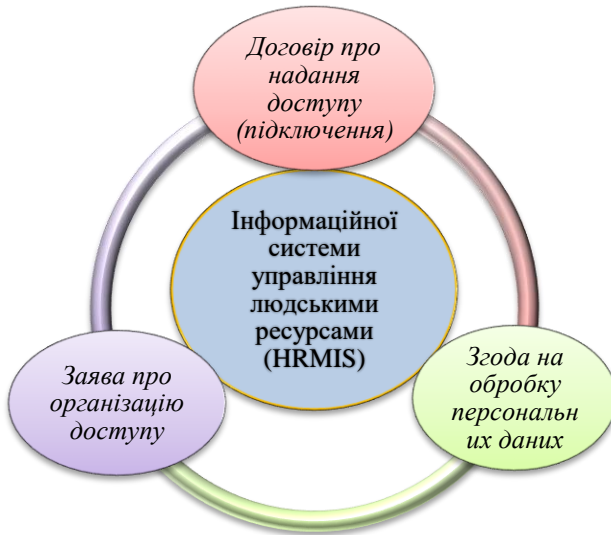 Договір про
надання
доступу
(підключення)
Інформаційної
системи
управління
людськими
ресурсами
(HRMIS)
Заява про
організацію
доступу
Згода на
обробку
персональн
их даних